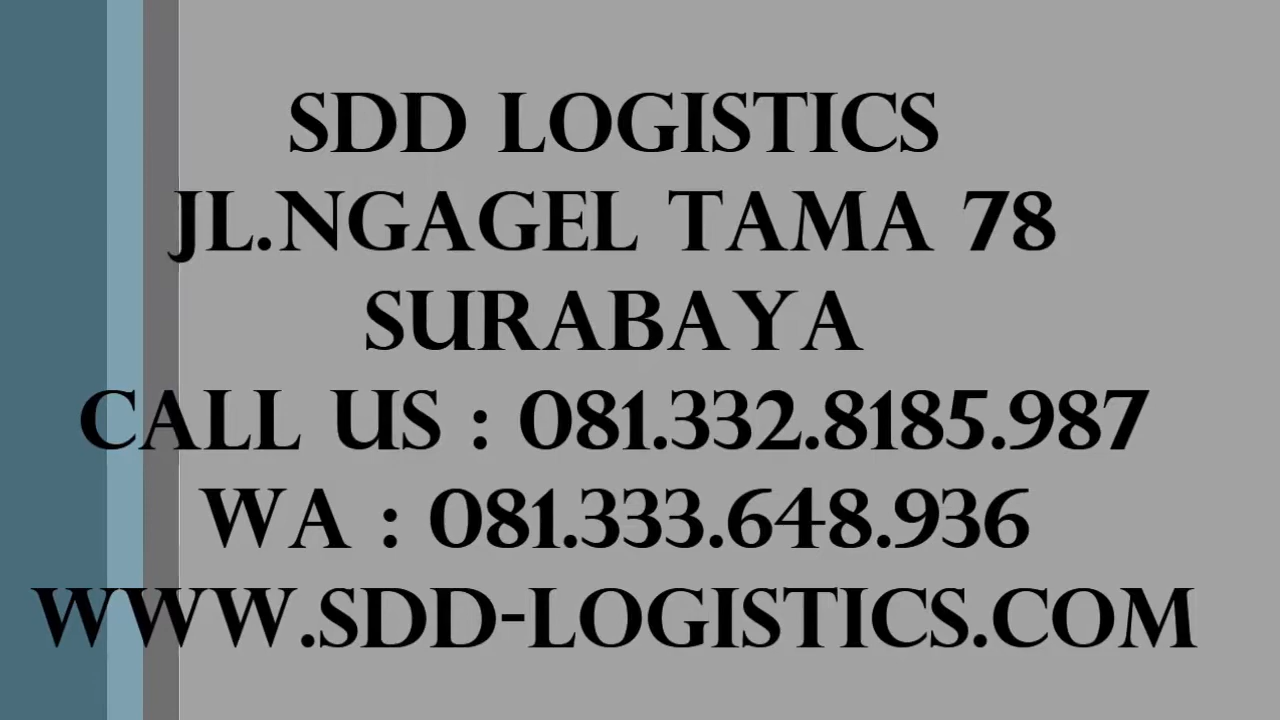 SDD LOGISTICS
JL.NGAGEL TAMA 78
SURABAYA
CALL US : 081.332.8185.987
WA : 081.333.648.936
WWW.SDD-LOGISTICS.COM